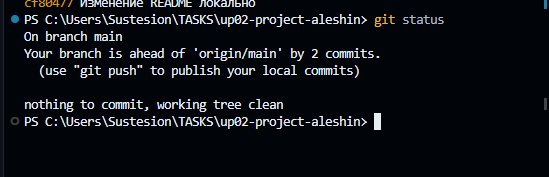 cf80477 Изменение README локально
PS C:\Users\Sustesion\TASKS\up02-project-aleshin> git status
On branch main
Your branch is ahead of 'origin/main' by 2 commits.
  (use "git push" to publish your local commits)

nothing to commit, working tree clean
PS C:\Users\Sustesion\TASKS\up02-project-aleshin>